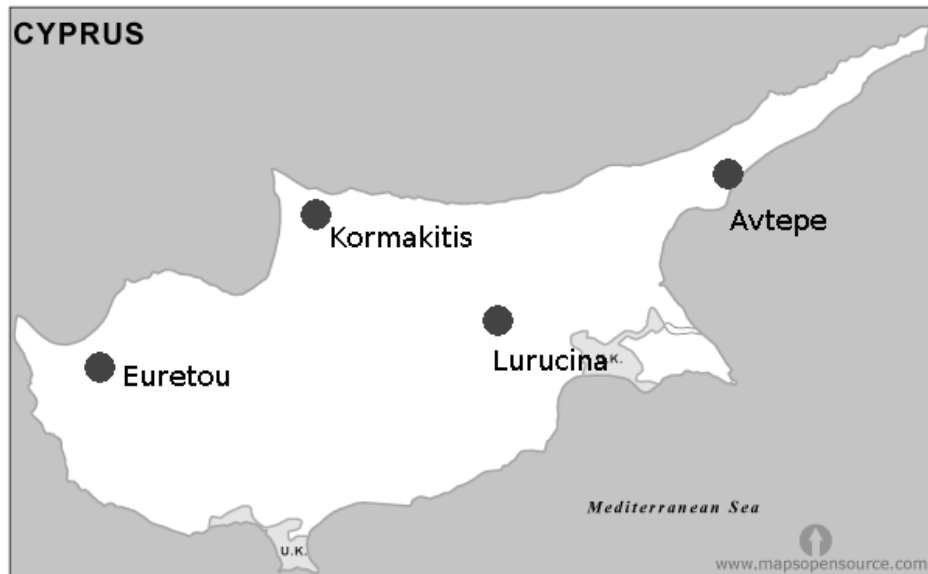 CYPRUS
Avtepe
Kormakitis
Lurucina
Euretou
Mediterranean Sea
U.K.
www.mapsopensource.com